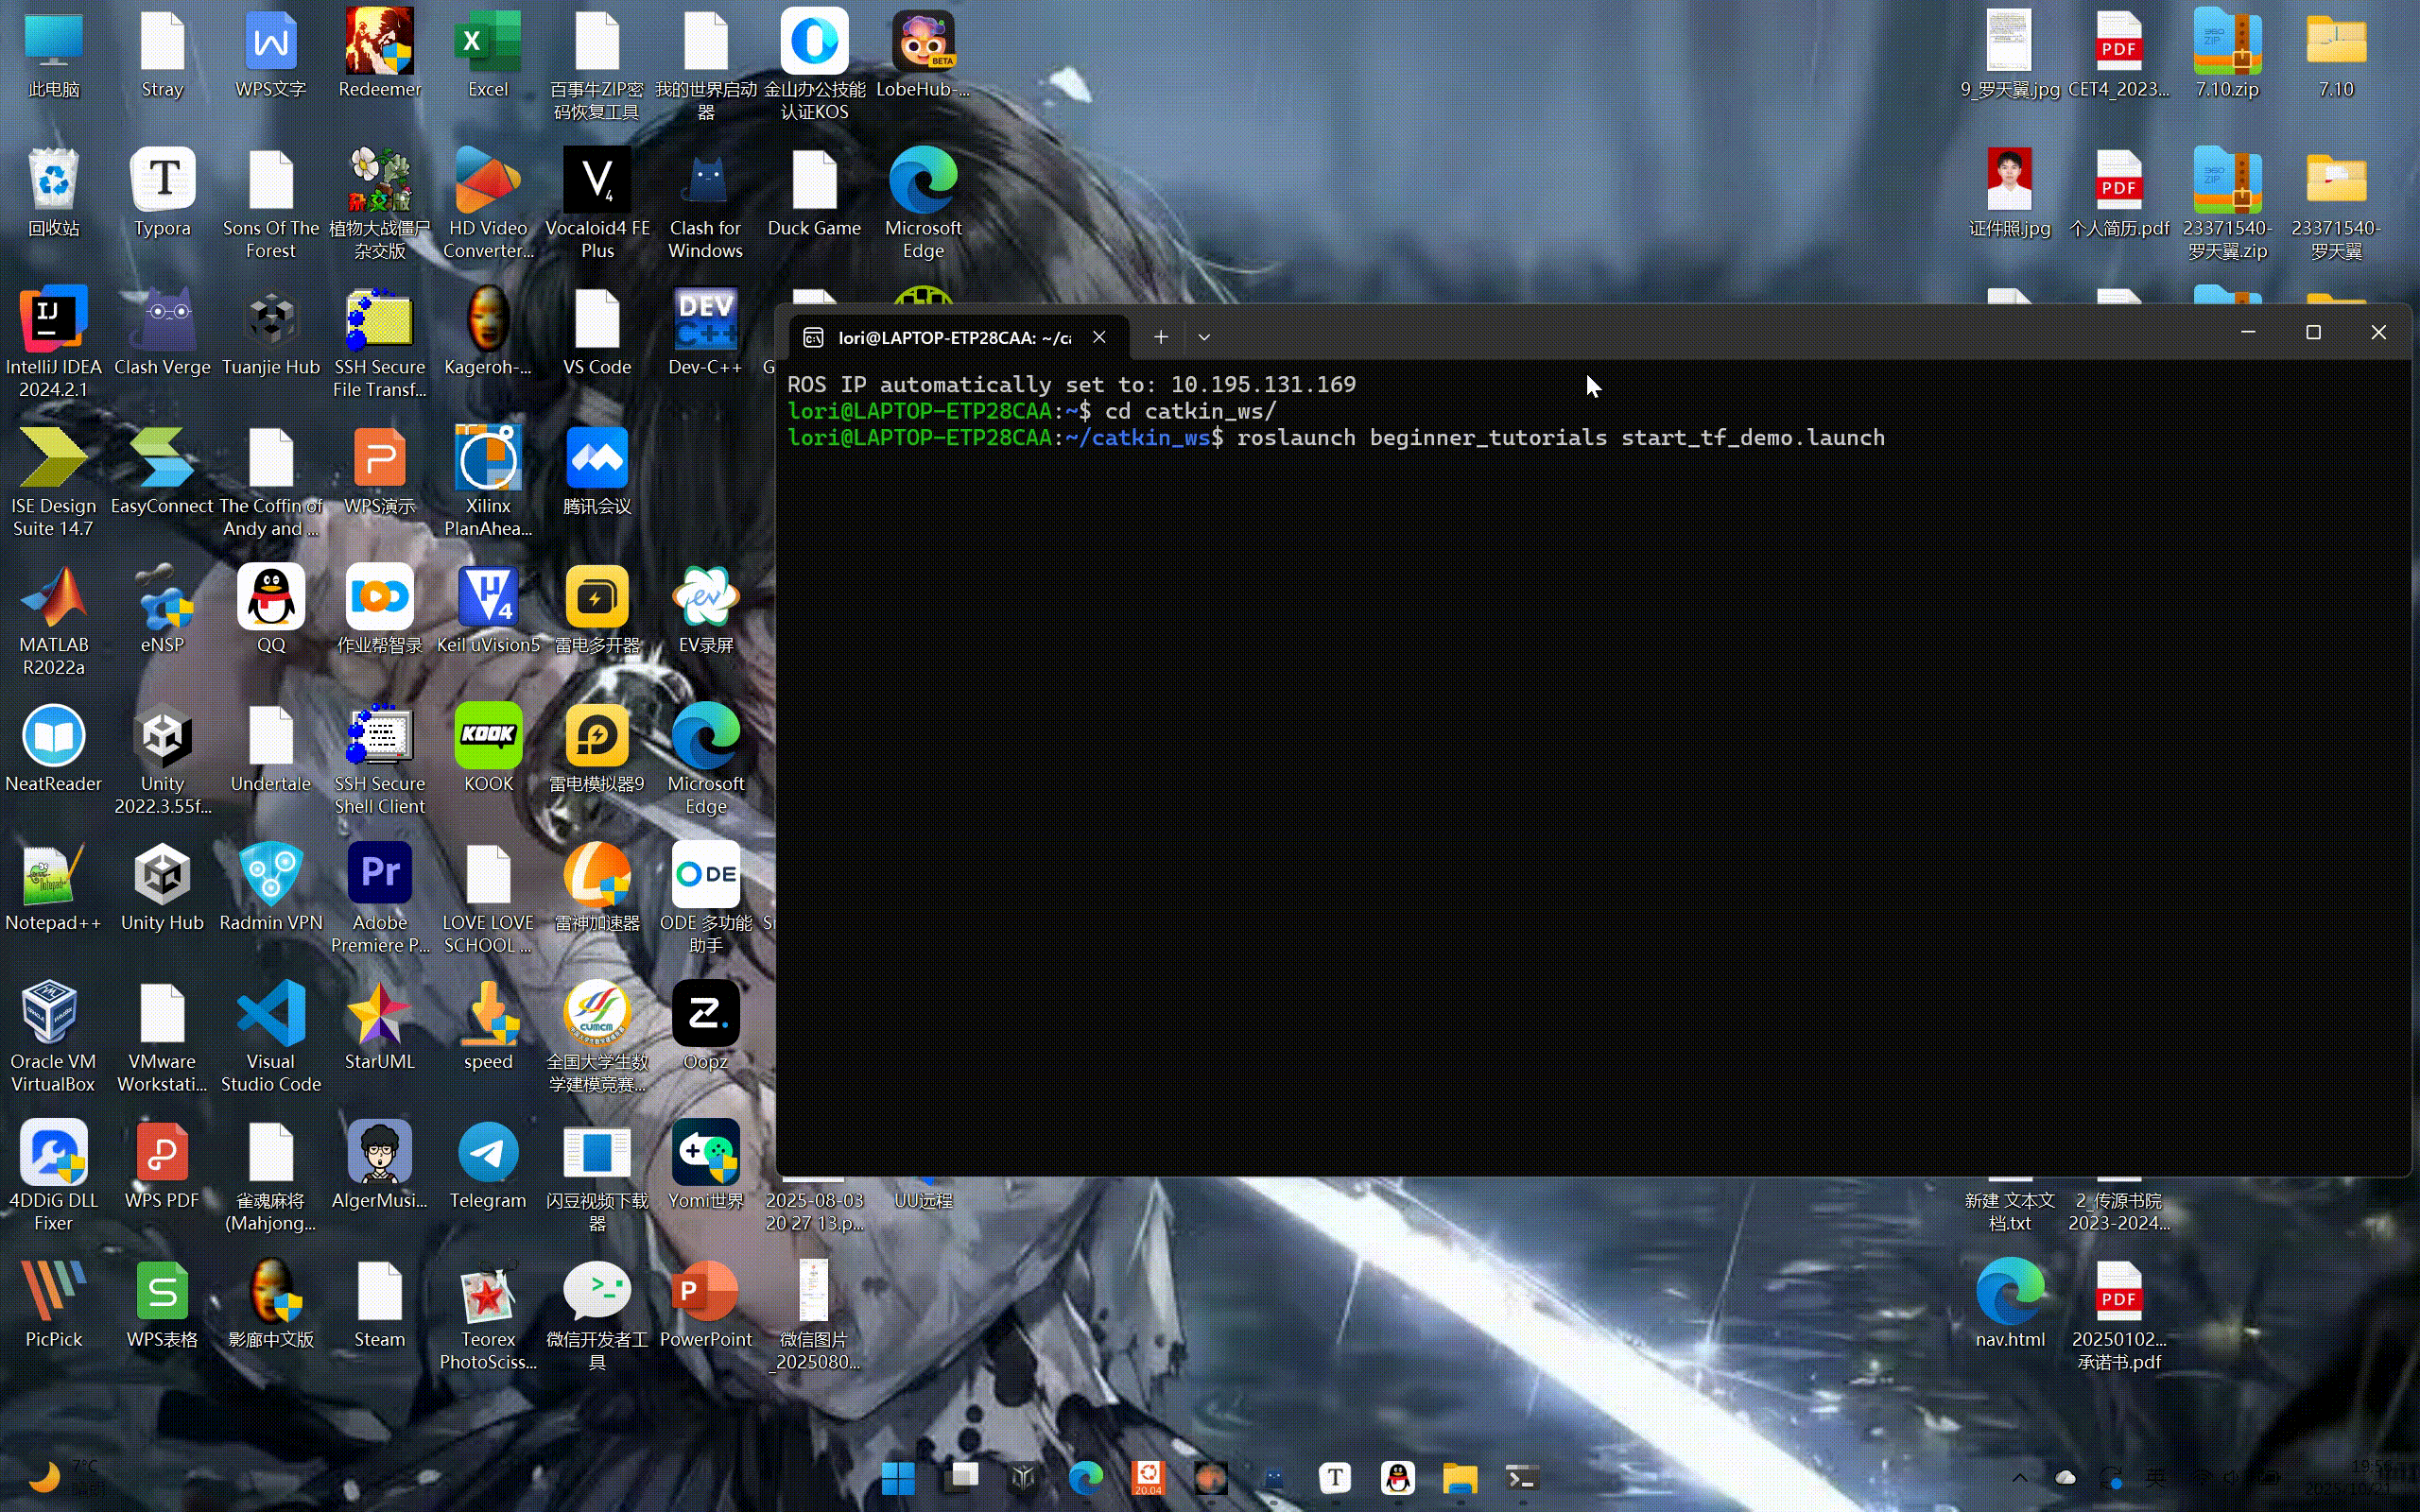 此电脑
Stray
WPS文字
Redeemer
Excel
百事牛ZIP密
码恢复工具
我的世界启动
器
金山办公技能
认证KOS
LobeHub-...
回收站
Typora
Sons Of The
Forest
植物大战僵尸
杂交版
HD Video
Converter...
Vocaloid4 FE
Plus
Clash for
Windows
Duck Game
Microsoft
Edge
IntelliJ IDEA
2024.2.1
Clash Verge
Tuanjie Hub
SSH Secure
File Transf...
Kageroh-...
VS Code
Dev-C++
ISE Design
Suite 14.7
EasyConnect
The Coffin of
Andy and ...
WPS演示
Xilinx
PlanAhea...
腾讯会议
MATLAB
R2022a
eNSP
QQ
作业帮智录
Keil uVision5
雷电多开器
EV录屏
NeatReader
Unity
2022.3.55f...
Undertale
SSH Secure
Shell Client
KOOK
雷电模拟器9
Microsoft
Edge
Notepad++
Unity Hub
Radmin VPN
Adobe
Premiere P...
LOVE LOVE
SCHOOL ...
雷神加速器
ODE 多功能
助手
Oracle VM
VirtualBox
VMware
Workstati...
Visual
Studio Code
StarUML
speed
全国大学生数
学建模竞赛...
Oopz
4DDiG DLL
Fixer
WPS PDF
雀魂麻将
(Mahjong...
AlgerMusi...
Telegram
闪豆视频下载
器
Yomi世界
2025-08-03
20 27 13.p...
UU远程
PicPick
WPS表格
影廊中文版
Steam
Teorex
PhotoSciss...
微信开发者工
具
PowerPoint
微信图片
_2025080...
9_罗天翼.jpg
CET4_2023...
7.10.zip
7.10
证件照.jpg
个人简历.pdf
23371540-
罗天翼.zip
23371540-
罗天翼
lori@LAPTOP-ETP28CAA: ~/ca
ROS IP automatically set to: 10.195.131.169
lori@LAPTOP-ETP28CAA:~$ cd catkin_ws/
lori@LAPTOP-ETP28CAA:~/catkin_ws$ roslaunch beginner_tutorials start_tf_demo.launch
新建 文本文
档.txt
2_传源书院
2023-2024...
nav.html
20250102...
承诺书.pdf
7°C
20.04
英
19:56